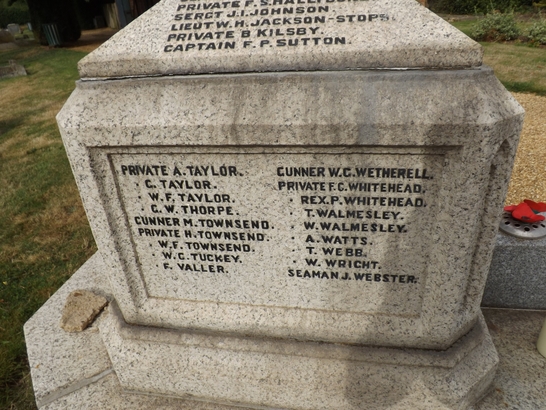 PRIVATE F.S. HALLIFOR
SERGT J.I. JOHNSON.
LIEUT W.H. JACKSON-STOPS.
PRIVATE B. KILSBY.
CAPTAIN F.P. SUTTON.
PRIVATE A. TAYLOR.
" C. TAYLOR.
" W.F. TAYLOR.
" G.W. THORPE.
GUNNER M. TOWNSEND.
PRIVATE H. TOWNSEND.
" W.F. TOWNSEND.
" W.G. TUCKEY.
" F. VALLER.
GUNNER W.G. WETHERELL.
PRIVATE F.C. WHITEHEAD.
" REX.P. WHITEHEAD.
" T. WALMESLEY.
" W. WALMESLEY.
" A. WATTS.
" T. WEBB.
" W. WRIGHT.
SEAMAN J. WEBSTER.